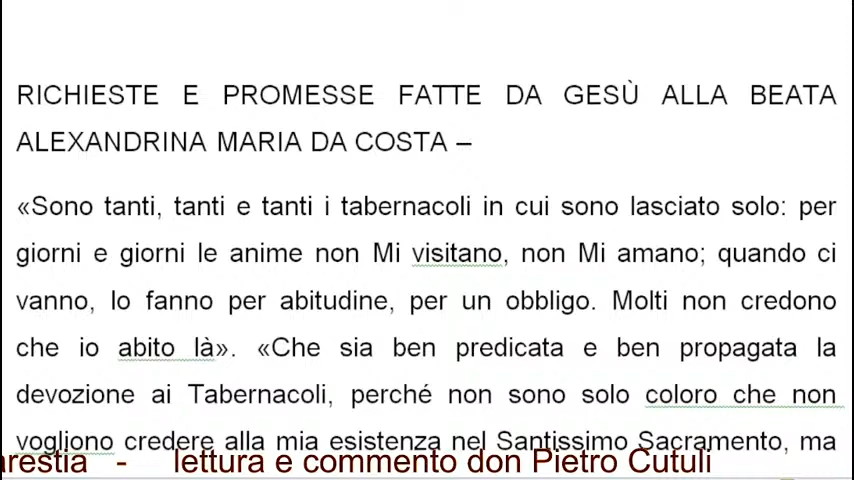 RICHIESTE E PROMESSE FATTE DA GESÙ ALLA BEATA
ALEXANDRINA MARIA DA COSTA –
«Sono tanti, tanti e tanti i tabernacoli in cui sono lasciato solo: per
giorni e giorni le anime non Mi visitano, non Mi amano; quando ci
vanno, lo fanno per abitudine, per un obbligo. Molti non credono
che io abito là». «Che sia ben predicata e ben propagata la
devozione ai Tabernacoli, perché non sono solo coloro che non
vogliono credere alla mia esistenza nel Santissimo Sacramento, ma
arestia - lettura e commento don Pietro Cutuli